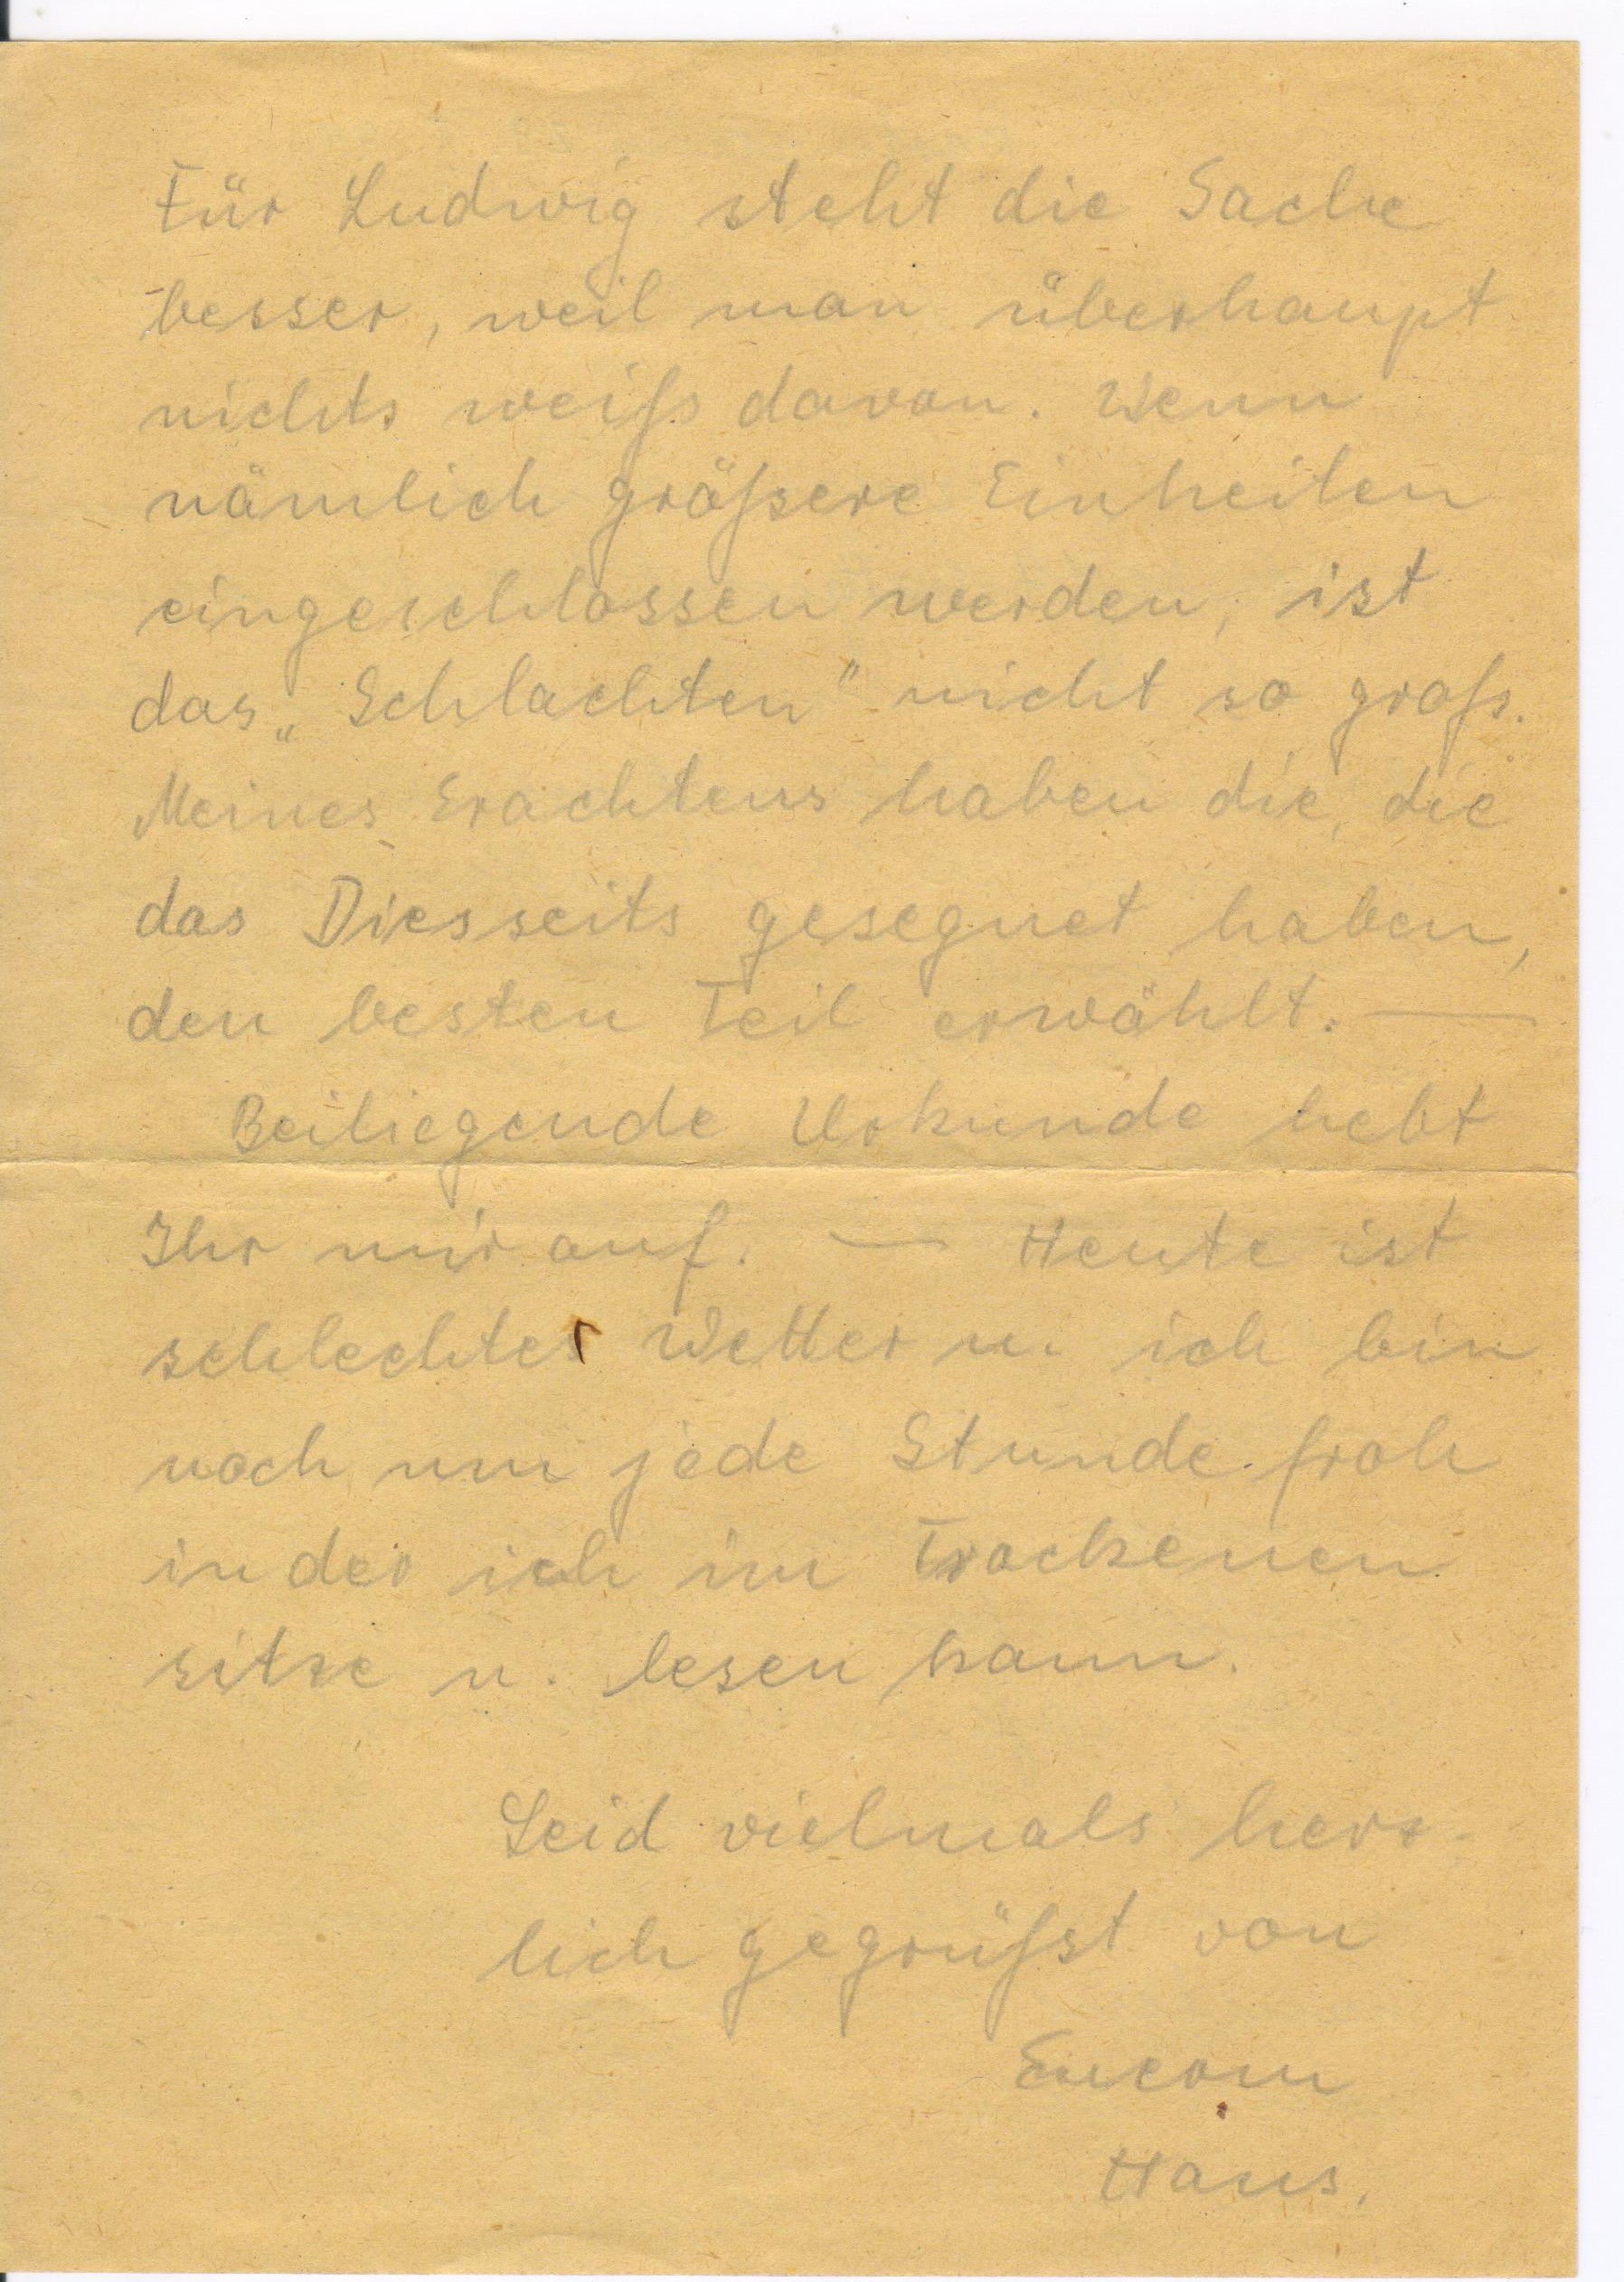 Für Ludwig steht die Sache
besser, weil man überhaupt
nichts weiß davon. Wenn
nämlich größere Einheiten
eingeschlossen werden, ist
das „Schlachten" nicht so groß.
Meines Erachtens haben die, die
das Diesseits gesegnet haben,
den besten Teil erwählt. —
Beiliegende Urkunde hebt
Ihr mir auf. — Heute ist
schlechtes Wetter u. ich bin
noch um jede Stunde froh
in der ich im Trockenen
sitze u. lesen kann.
Seid vielmals herz-
lich gegrüßt von
Eurem
Hans.